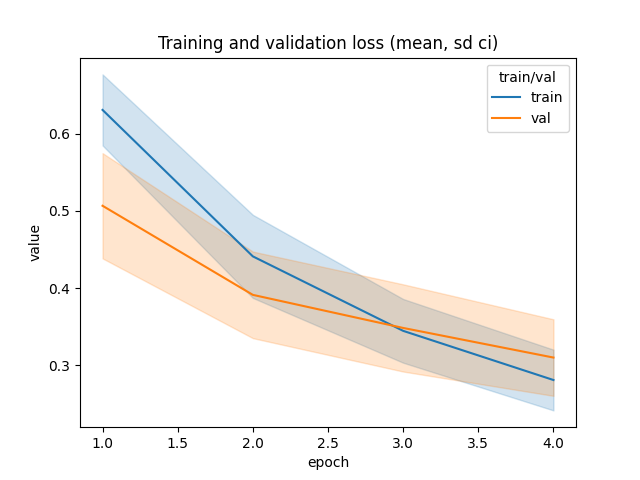 Training and validation loss (mean, sd ci)
train/val
train
val
value
0.6
0.5
0.4
0.3
1.0 1.5 2.0 2.5 3.0 3.5 4.0
epoch